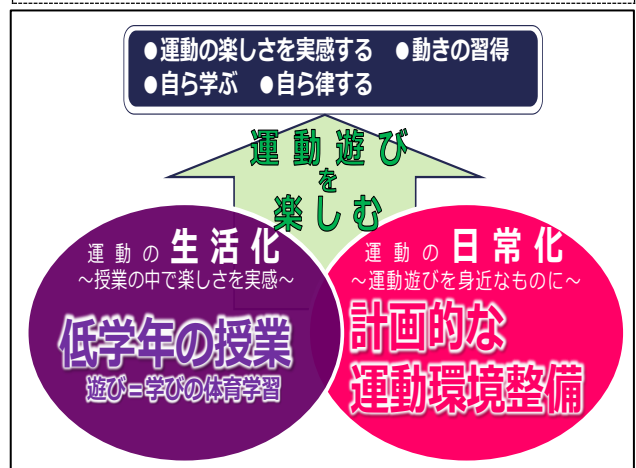 ●運動の楽しさを実感する ●動きの習得
●自ら学ぶ ●自ら律する
運動遊び
を
楽しむ
運動の生活化
～授業の中で楽しさを実感～
低学年の授業
遊び＝学びの体育学習
運動の日常化
～運動遊びを身近なものに～
計画的な
運動環境整備